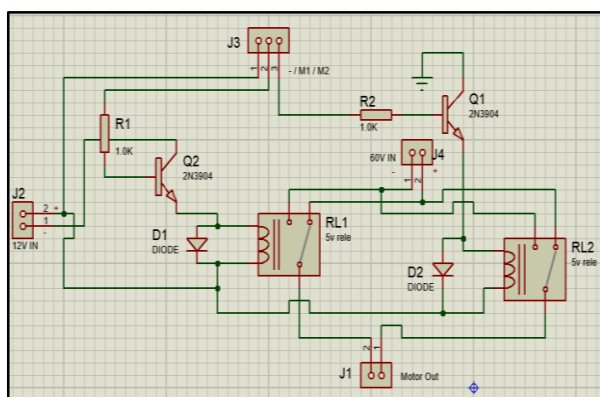 J3
1
2
3
- / M1 / M2
R1
1.0K
Q2
2N3904
R2
1.0K
Q1
2N3904
60V IN
J4
-
+
1
2
J2
2
+
1
-
12V IN
D1
DIODE
RL1
5v rele
D2
DIODE
RL2
5v rele
2
1
J1
Motor Out